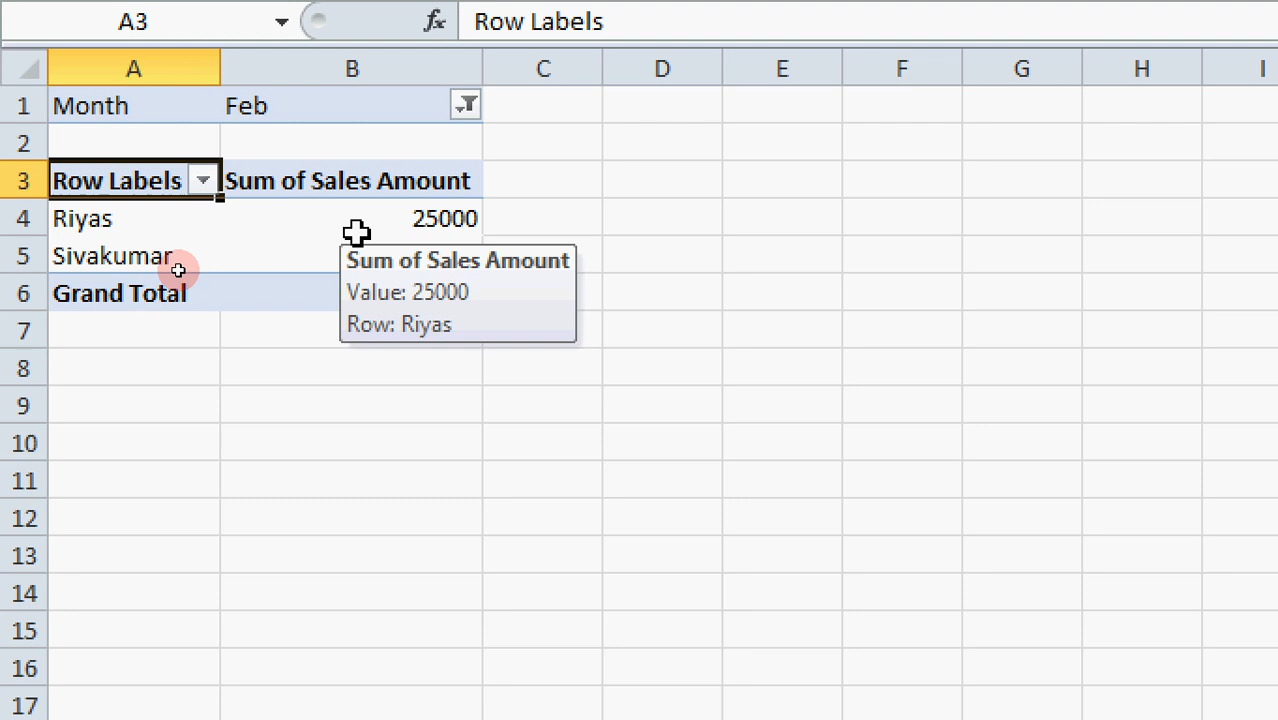 A3 fx Row Labels
A B C D E F G H I
1 Month Feb
2
3 Row Labels Sum of Sales Amount
4 Riyas 25000
5 Sivakumar
Sum of Sales Amount
6 Grand Total
Value: 25000
Row: Riyas
7
8
9
10
11
12
13
14
15
16
17